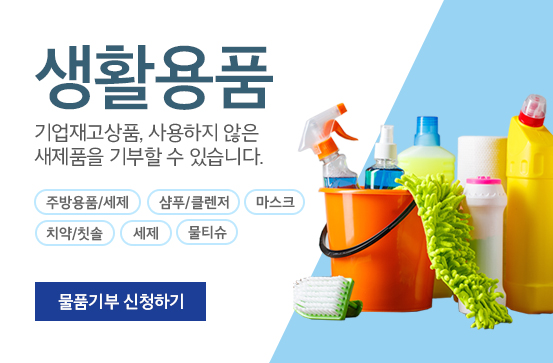 생활용품
기업재고상품, 사용하지 않은
새제품을 기부할 수 있습니다.
주방용품/세제 샴푸/클렌저 마스크
치약/칫솔 세제 물티슈
물품기부 신청하기